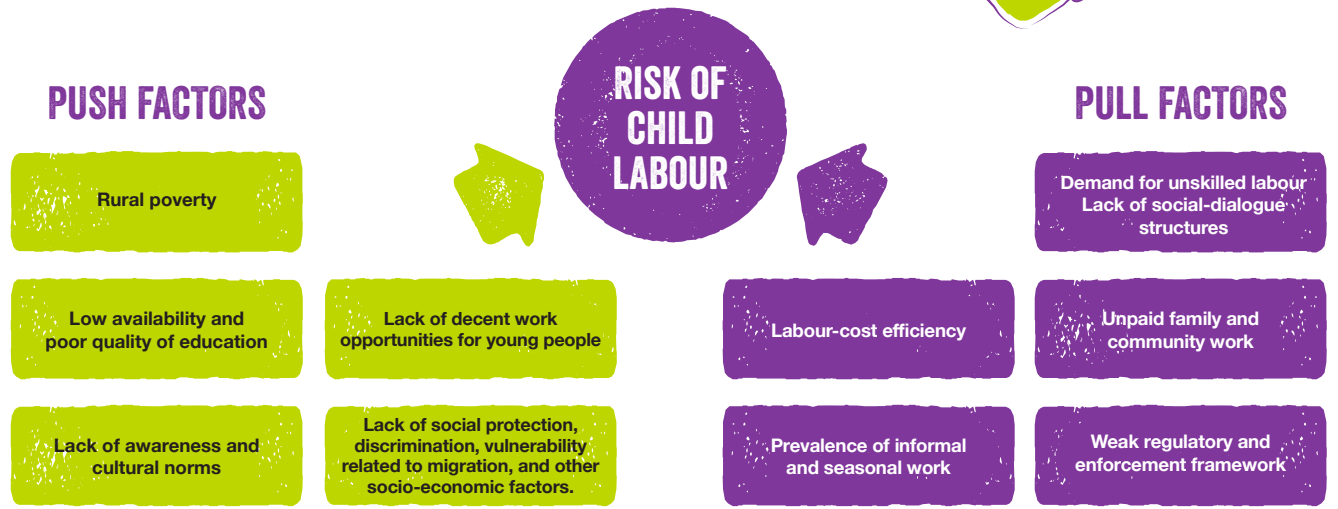 RISK OF
CHILD
LABOUR
PUSH FACTORS
Rural poverty
Low availability and
poor quality of education
Lack of decent work
opportunities for young people
Lack of awareness and
cultural norms
Lack of social protection,
discrimination, vulnerability
related to migration, and other
socio-economic factors.
PULL FACTORS
Demand for unskilled labour
Lack of social-dialogue
structures
Labour-cost efficiency
Unpaid family and
community work
Prevalence of informal
and seasonal work
Weak regulatory and
enforcement framework